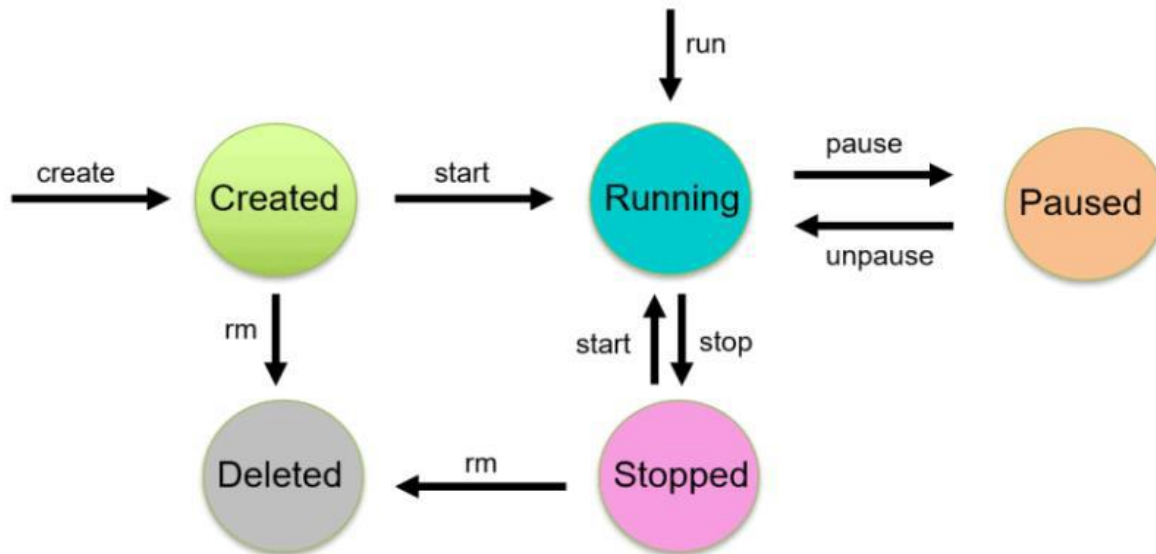 run
create
Created
start
Running
pause
unpause
Paused
rm
start
stop
Deleted
rm
Stopped